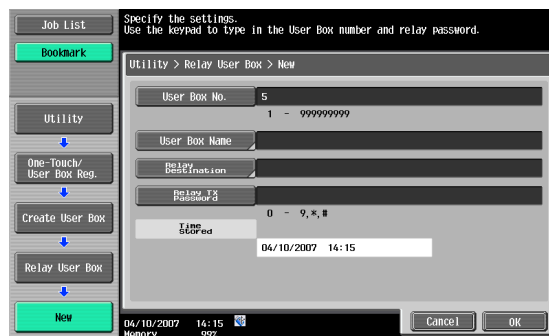 Job List
Bookmark
Utility
One-Touch/
User Box Reg.
Create User Box
Relay User Box
New
Specify the settings.
Use the keypad to type in the User Box number and relay password.
Utility > Relay User Box > New
User Box No.
5
1 - 999999999
User Box Name
Relay
Destination
Relay TX
Password
0 - 9,*,#
Time
Stored
04/10/2007 14:15
04/10/2007 14:15
Memory 99%
Cancel
OK